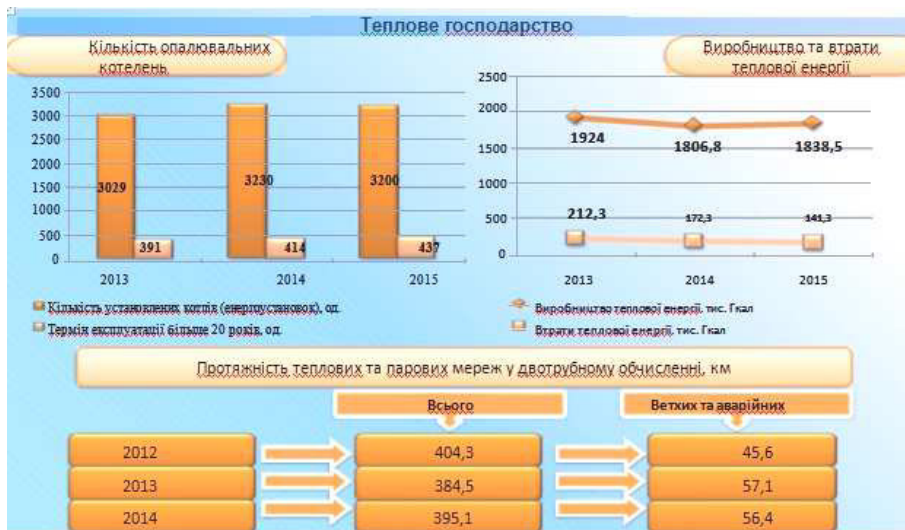 Теплове господарство
Кількість опалювальних
котелень
3500
3000
2500
2000
1500
1000
500
0
3029
391
3230
414
3200
437
2013
2014
2015
Кількість установлених котлів (енергоустановок), од.
Термін експлуатації більше 20 років, од.
Виробництво та втрати
теплової енергії
2500
2000
1500
1000
500
0
1924
1806,8
1838,5
212,3
172,3
141,3
2013
2014
2015
Виробництво теплової енергії, тис. Гкал
Втрати теплової енергії, тис. Гкал
Протяжність теплових та парових мереж у двотрубному обчисленні, км
Всього
Ветхих та аварійних
2012 404,3 45,6
2013 384,5 57,1
2014 395,1 56,4